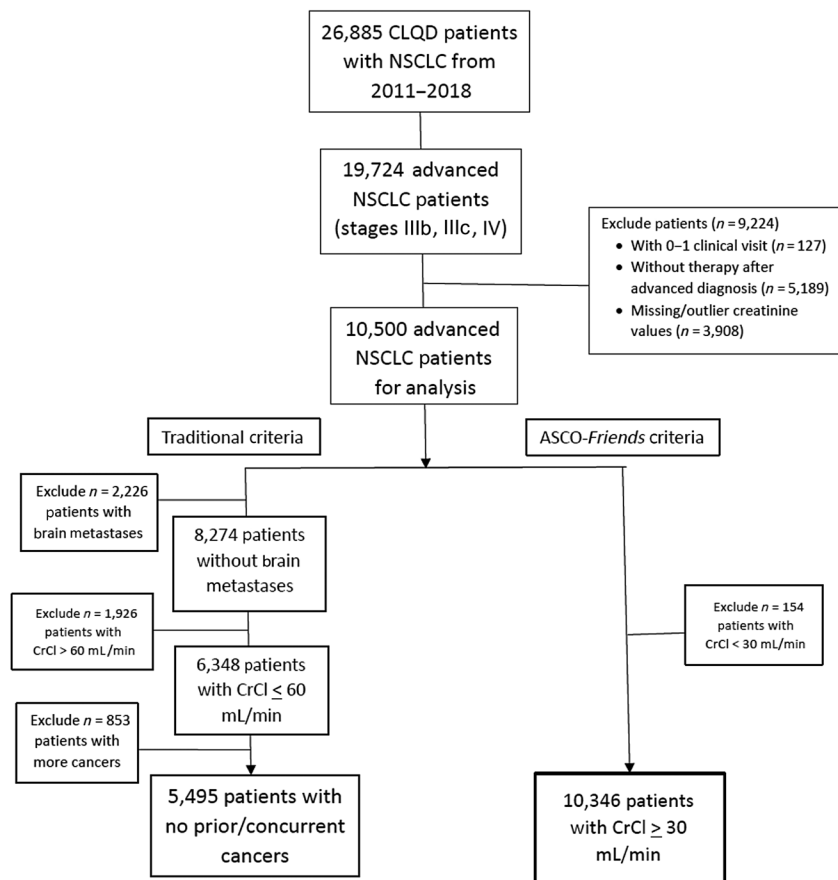 26,885 CLQD patients
with NSCLC from
2011–2018
19,724 advanced
NSCLC patients
(stages IIIb, IIIc, IV)
Exclude patients (n = 9,224)
• With 0–1 clinical visit (n = 127)
• Without therapy after
advanced diagnosis (n = 5,189)
• Missing/outlier creatinine
values (n = 3,908)
10,500 advanced
NSCLC patients
for analysis
Traditional criteria
ASCO-Friends criteria
Exclude n = 2,226
patients with
brain metastases
8,274 patients
without brain
metastases
Exclude n = 1,926
patients with
CrCl > 60 mL/min
6,348 patients
with CrCl ≤ 60
mL/min
Exclude n = 853
patients with
more cancers
5,495 patients with
no prior/concurrent
cancers
Exclude n = 154
patients with
CrCl < 30 mL/min
10,346 patients
with CrCl ≥ 30
mL/min